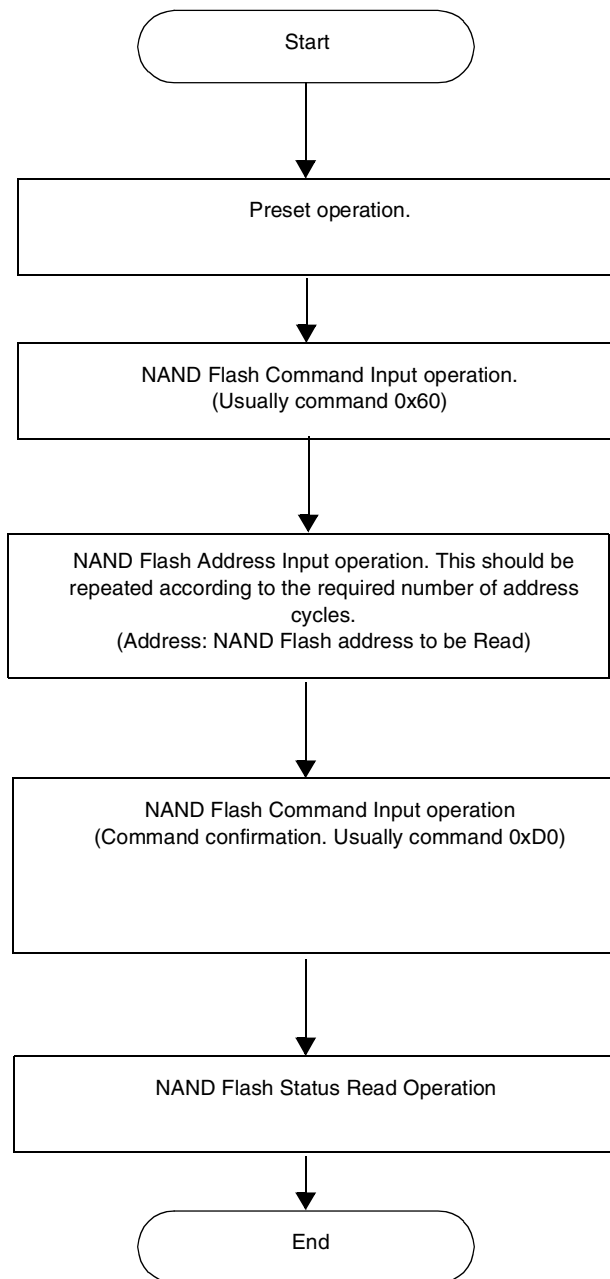 Start
Preset operation.
NAND Flash Command Input operation.
(Usually command 0x60)
NAND Flash Address Input operation. This should be
repeated according to the required number of address
cycles.
(Address: NAND Flash address to be Read)
NAND Flash Command Input operation
(Command confirmation. Usually command 0xD0)
NAND Flash Status Read Operation
End